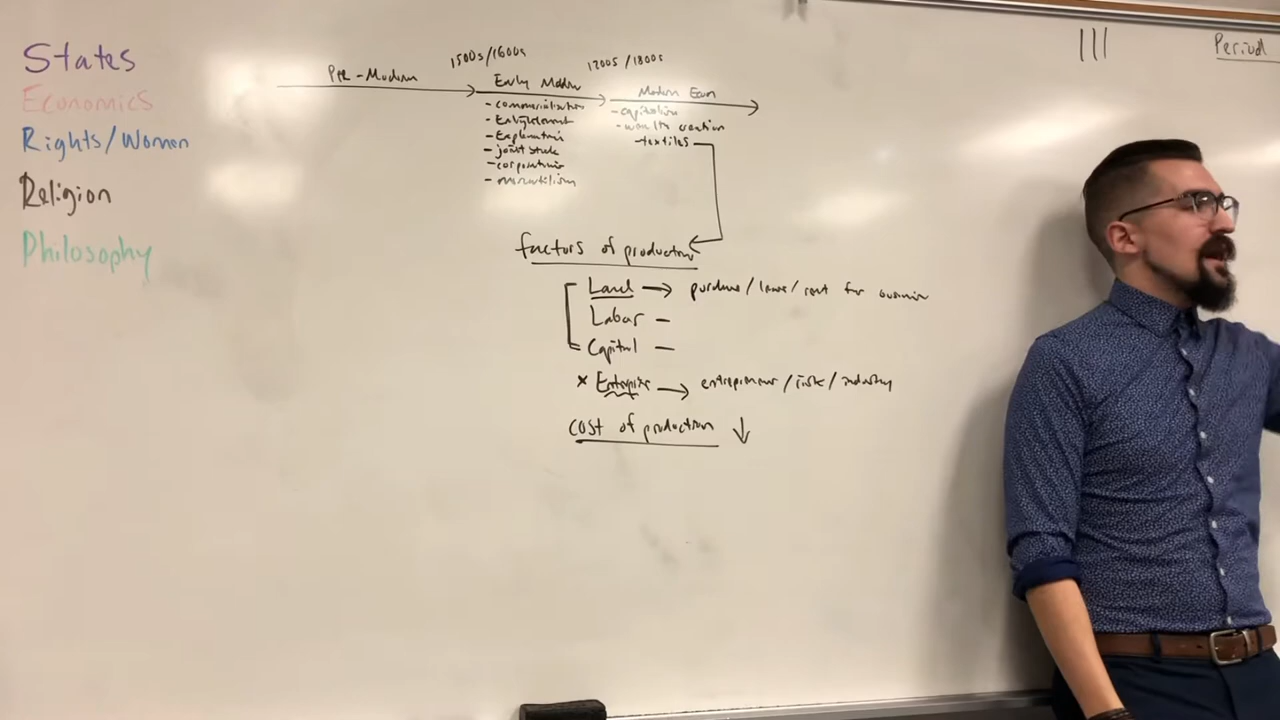 States
Economics
Rights/Women
Religion
Philosophy
Pre-Modern
1500s/1600s
Early Modern
- commercialization
- Enlightenment
- Exploration
- joint stock
- corporations
- mercantilism
1700s/1800s
Modern Econ
- capitalism
- wealth creation
- textiles
factors of production
Land → purchase/lease/rent for business
Labor -
Capital -
x Enterprise → entrepreneur/risk/industry
cost of production ↓
|||
Period